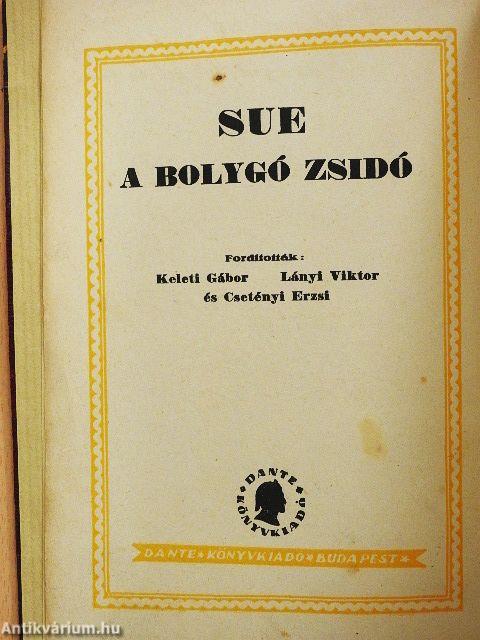 SUE
A BOLYGÓ ZSIDÓ
Fordították:
Keleti Gábor Lányi Viktor
és Csetényi Erzsi
DANTE
KÖNYVKIADÓ
DANTE ★ KÖNYVKIADÓ ★ BUDAPEST ★
Antikvárium.hu